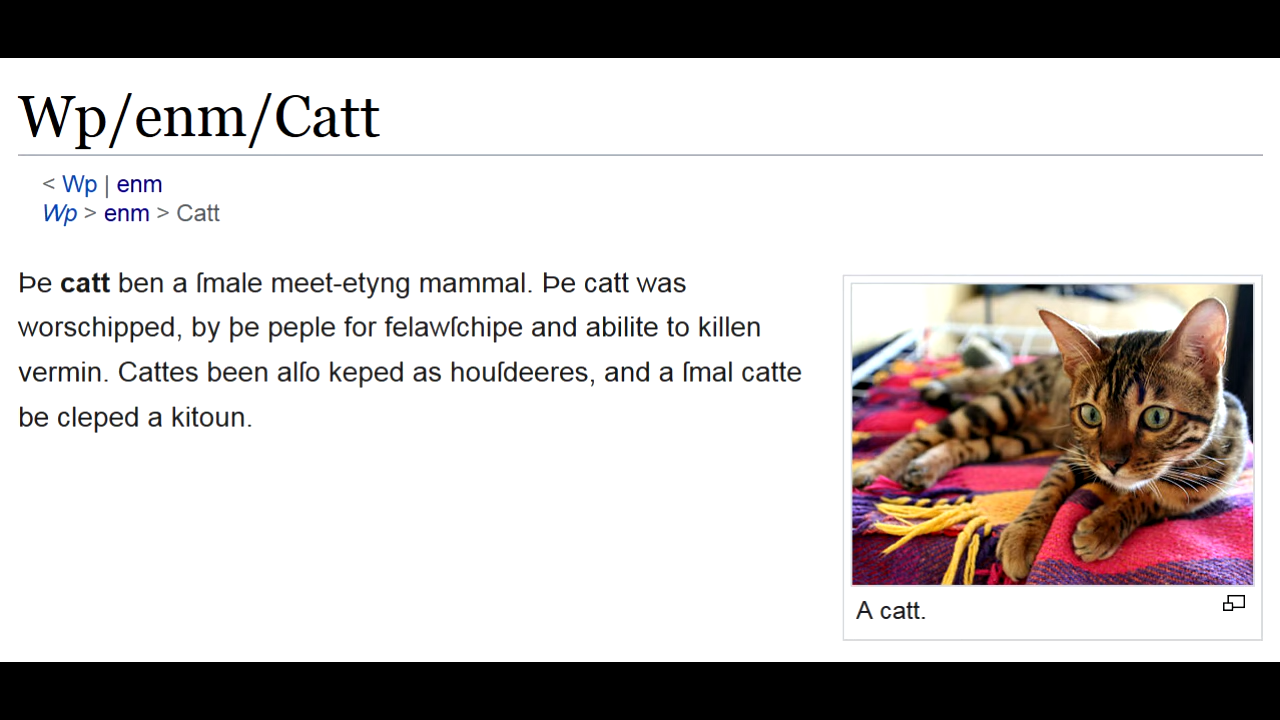 Wp/enm/Catt
< Wp | enm
Wp > enm > Catt
Þe catt ben a ſmale meet-etyng mammal. Þe catt was
worschipped, by þe peple for felawſchipe and abilite to killen
vermin. Cattes been alſo keped as houſdeeres, and a ſmal catte
be cleped a kitoun.
A catt.